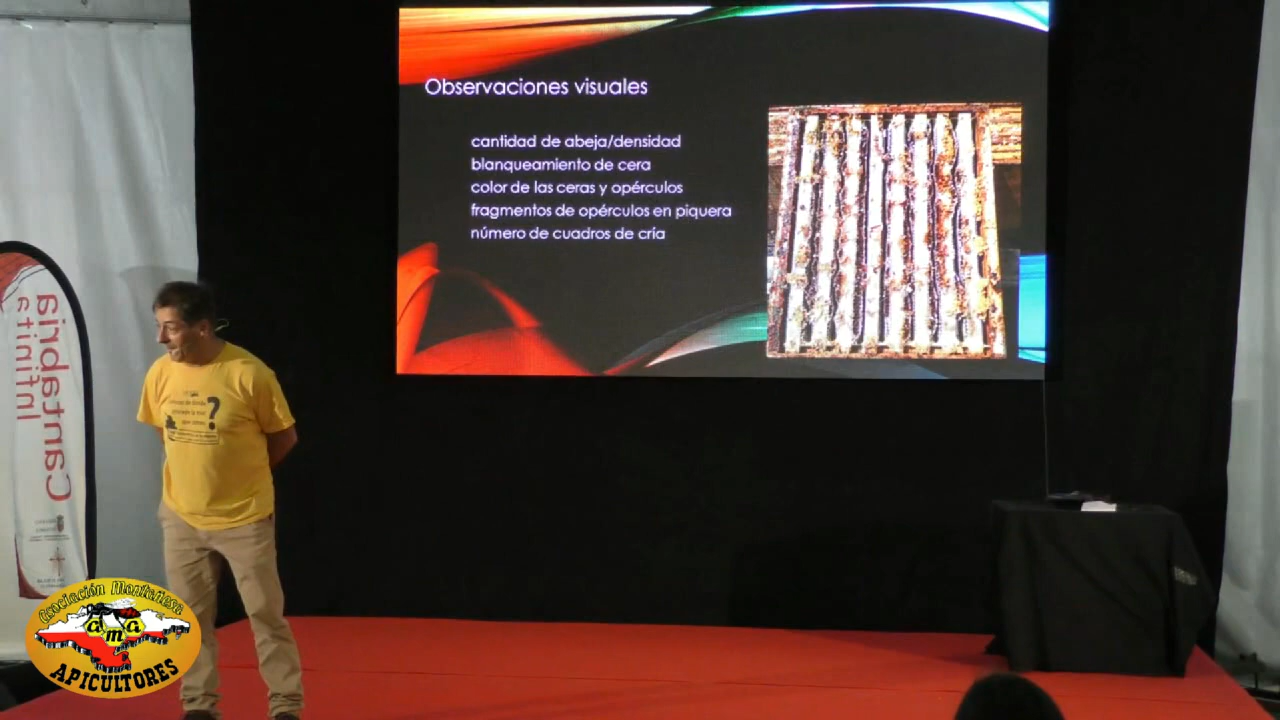 Observaciones visuales
cantidad de abeja/densidad
blanqueamiento de cera
color de las ceras y opérculos
fragmentos de opérculos en piquera
número de cuadros de cría
Cantabria
Infinita
?
Asociación Montañesa
ama
APICULTORES